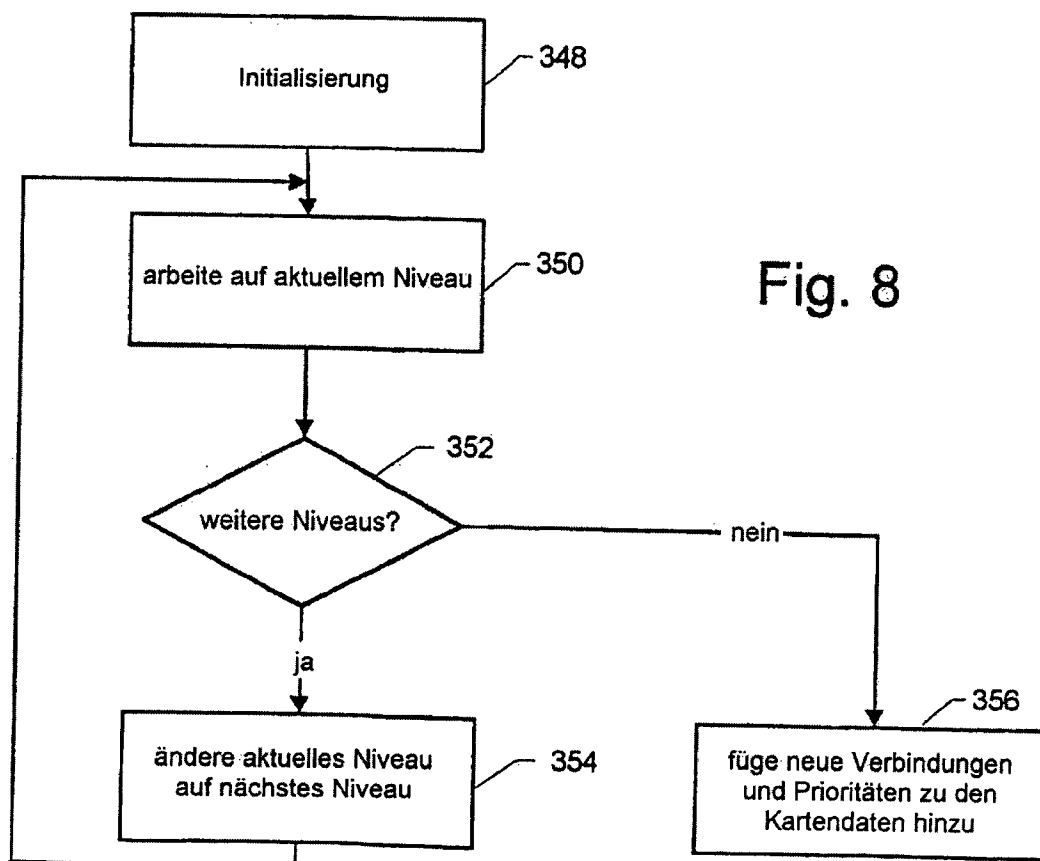 Initialisierung
348
arbeite auf aktuellem Niveau
350
Fig. 8
weitere Niveaus?
352
nein
ja
ändere aktuelles Niveau
auf nächstes Niveau
354
356
füge neue Verbindungen
und Prioritäten zu den
Kartendaten hinzu